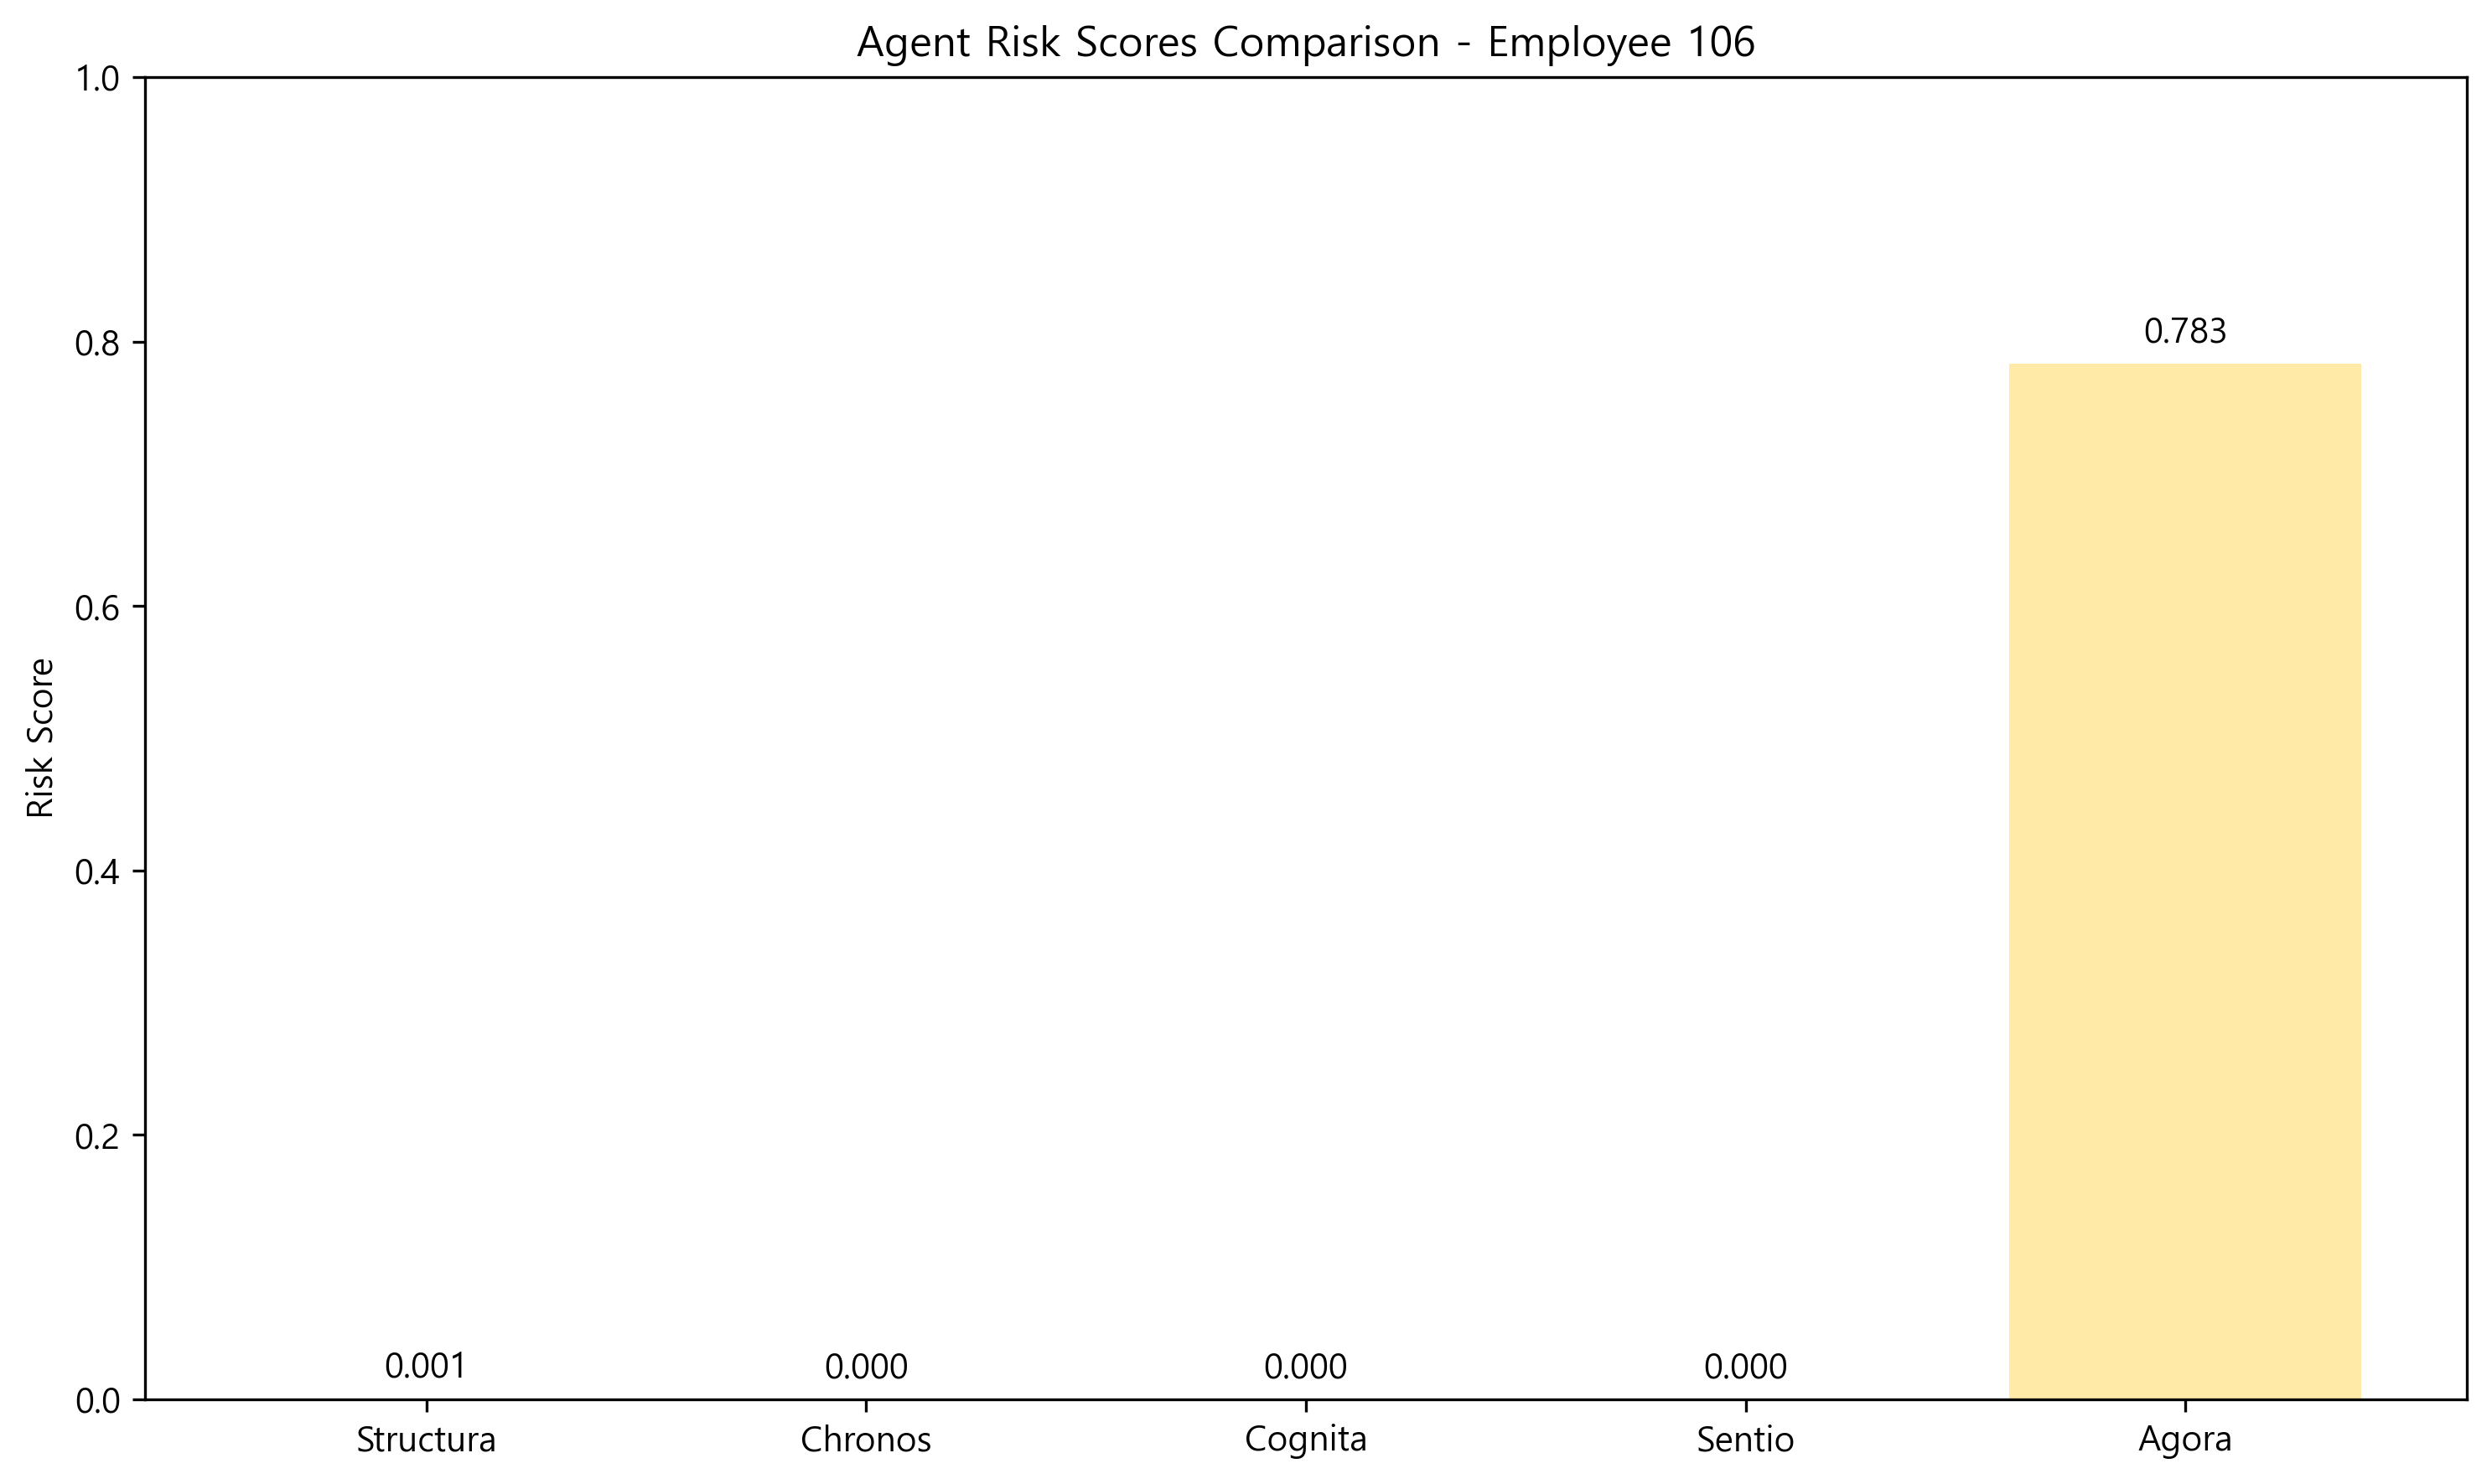 Agent Risk Scores Comparison - Employee 106
1.0
0.8
0.6
0.4
0.2
0.0
Risk Score
0.001
0.000
0.000
0.000
0.783
Structura
Chronos
Cognita
Sentio
Agora